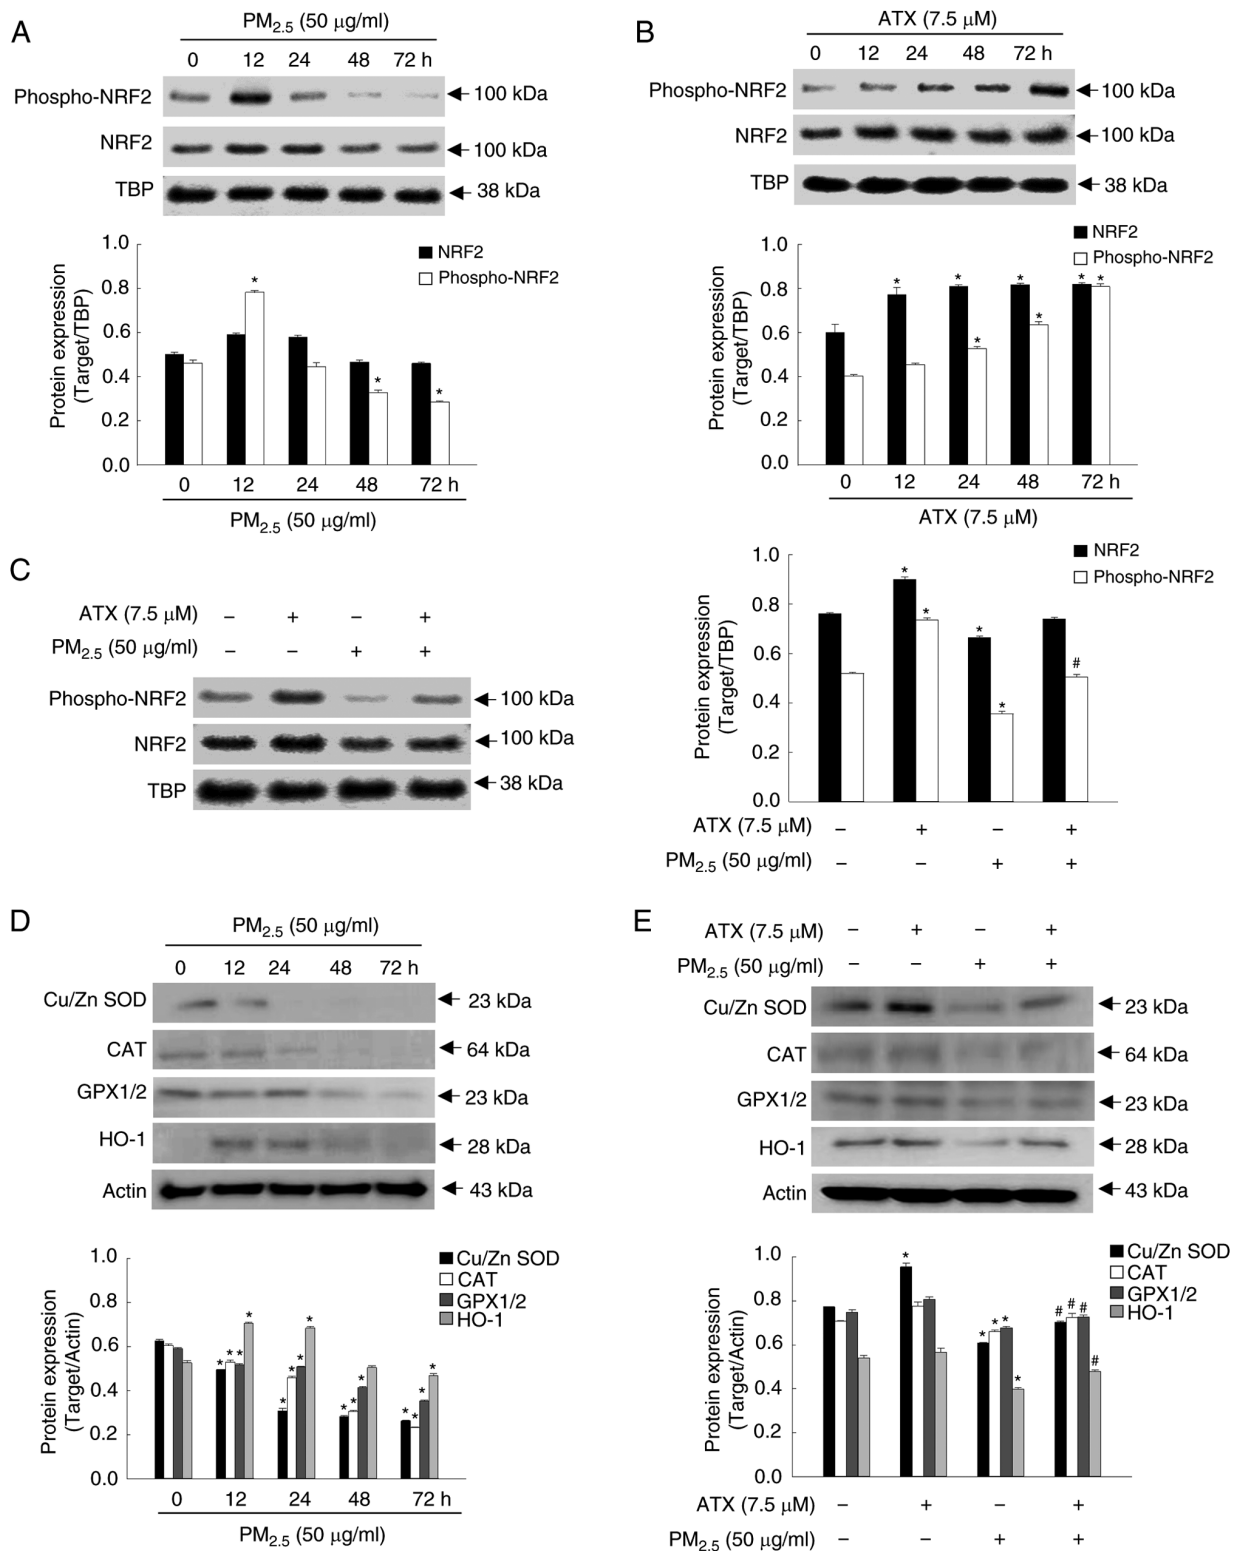 A
PM2.5 (50 µg/ml)
0 12 24 48 72 h
Phospho-NRF2 100 kDa
NRF2 100 kDa
TBP 38 kDa
1.0
0.8
0.6
0.4
0.2
0.0
Protein expression
(Target/TBP)
NRF2
Phospho-NRF2
*
*
*
0 12 24 48 72 h
PM2.5 (50 µg/ml)
B
ATX (7.5 µM)
0 12 24 48 72 h
Phospho-NRF2 100 kDa
NRF2 100 kDa
TBP 38 kDa
NRF2
Phospho-NRF2
1.0
0.8
0.6
0.4
0.2
0.0
Protein expression
(Target/TBP)
* * * * *
* *
0 12 24 48 72 h
ATX (7.5 µM)
C
ATX (7.5 µM) – + – +
PM2.5 (50 µg/ml) – – + +
Phospho-NRF2 100 kDa
NRF2 100 kDa
TBP 38 kDa
1.0
0.8
0.6
0.4
0.2
0.0
Protein expression
(Target/TBP)
NRF2
Phospho-NRF2
*
*
*
*
#
ATX (7.5 µM) – + – +
PM2.5 (50 µg/ml) – – + +
D
PM2.5 (50 µg/ml)
0 12 24 48 72 h
Cu/Zn SOD 23 kDa
CAT 64 kDa
GPX1/2 23 kDa
HO-1 28 kDa
Actin 43 kDa
1.0
0.8
0.6
0.4
0.2
0.0
Protein expression
(Target/Actin)
Cu/Zn SOD
CAT
GPX1/2
HO-1
* * * *
* * * *
* * *
* * * *
0 12 24 48 72 h
PM2.5 (50 µg/ml)
E
ATX (7.5 µM) – + – +
PM2.5 (50 µg/ml) – – + +
Cu/Zn SOD 23 kDa
CAT 64 kDa
GPX1/2 23 kDa
HO-1 28 kDa
Actin 43 kDa
1.0
0.8
0.6
0.4
0.2
0.0
Protein expression
(Target/Actin)
Cu/Zn SOD
CAT
GPX1/2
HO-1
*
* * * *
# # # #
ATX (7.5 µM) – + – +
PM2.5 (50 µg/ml) – – + +